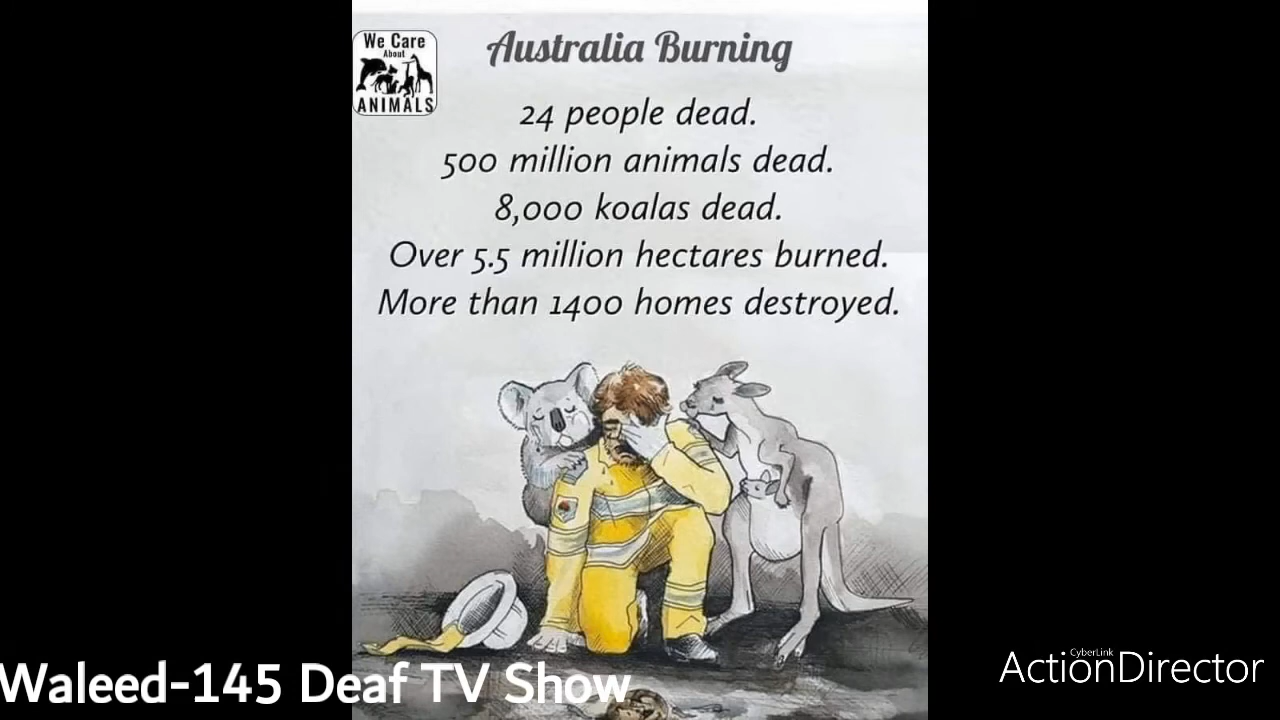 We Care
About
ANIMALS
Australia Burning
24 people dead.
500 million animals dead.
8,000 koalas dead.
Over 5.5 million hectares burned.
More than 1400 homes destroyed.
Waleed-145 Deaf TV Show
CyberLink
ActionDirector